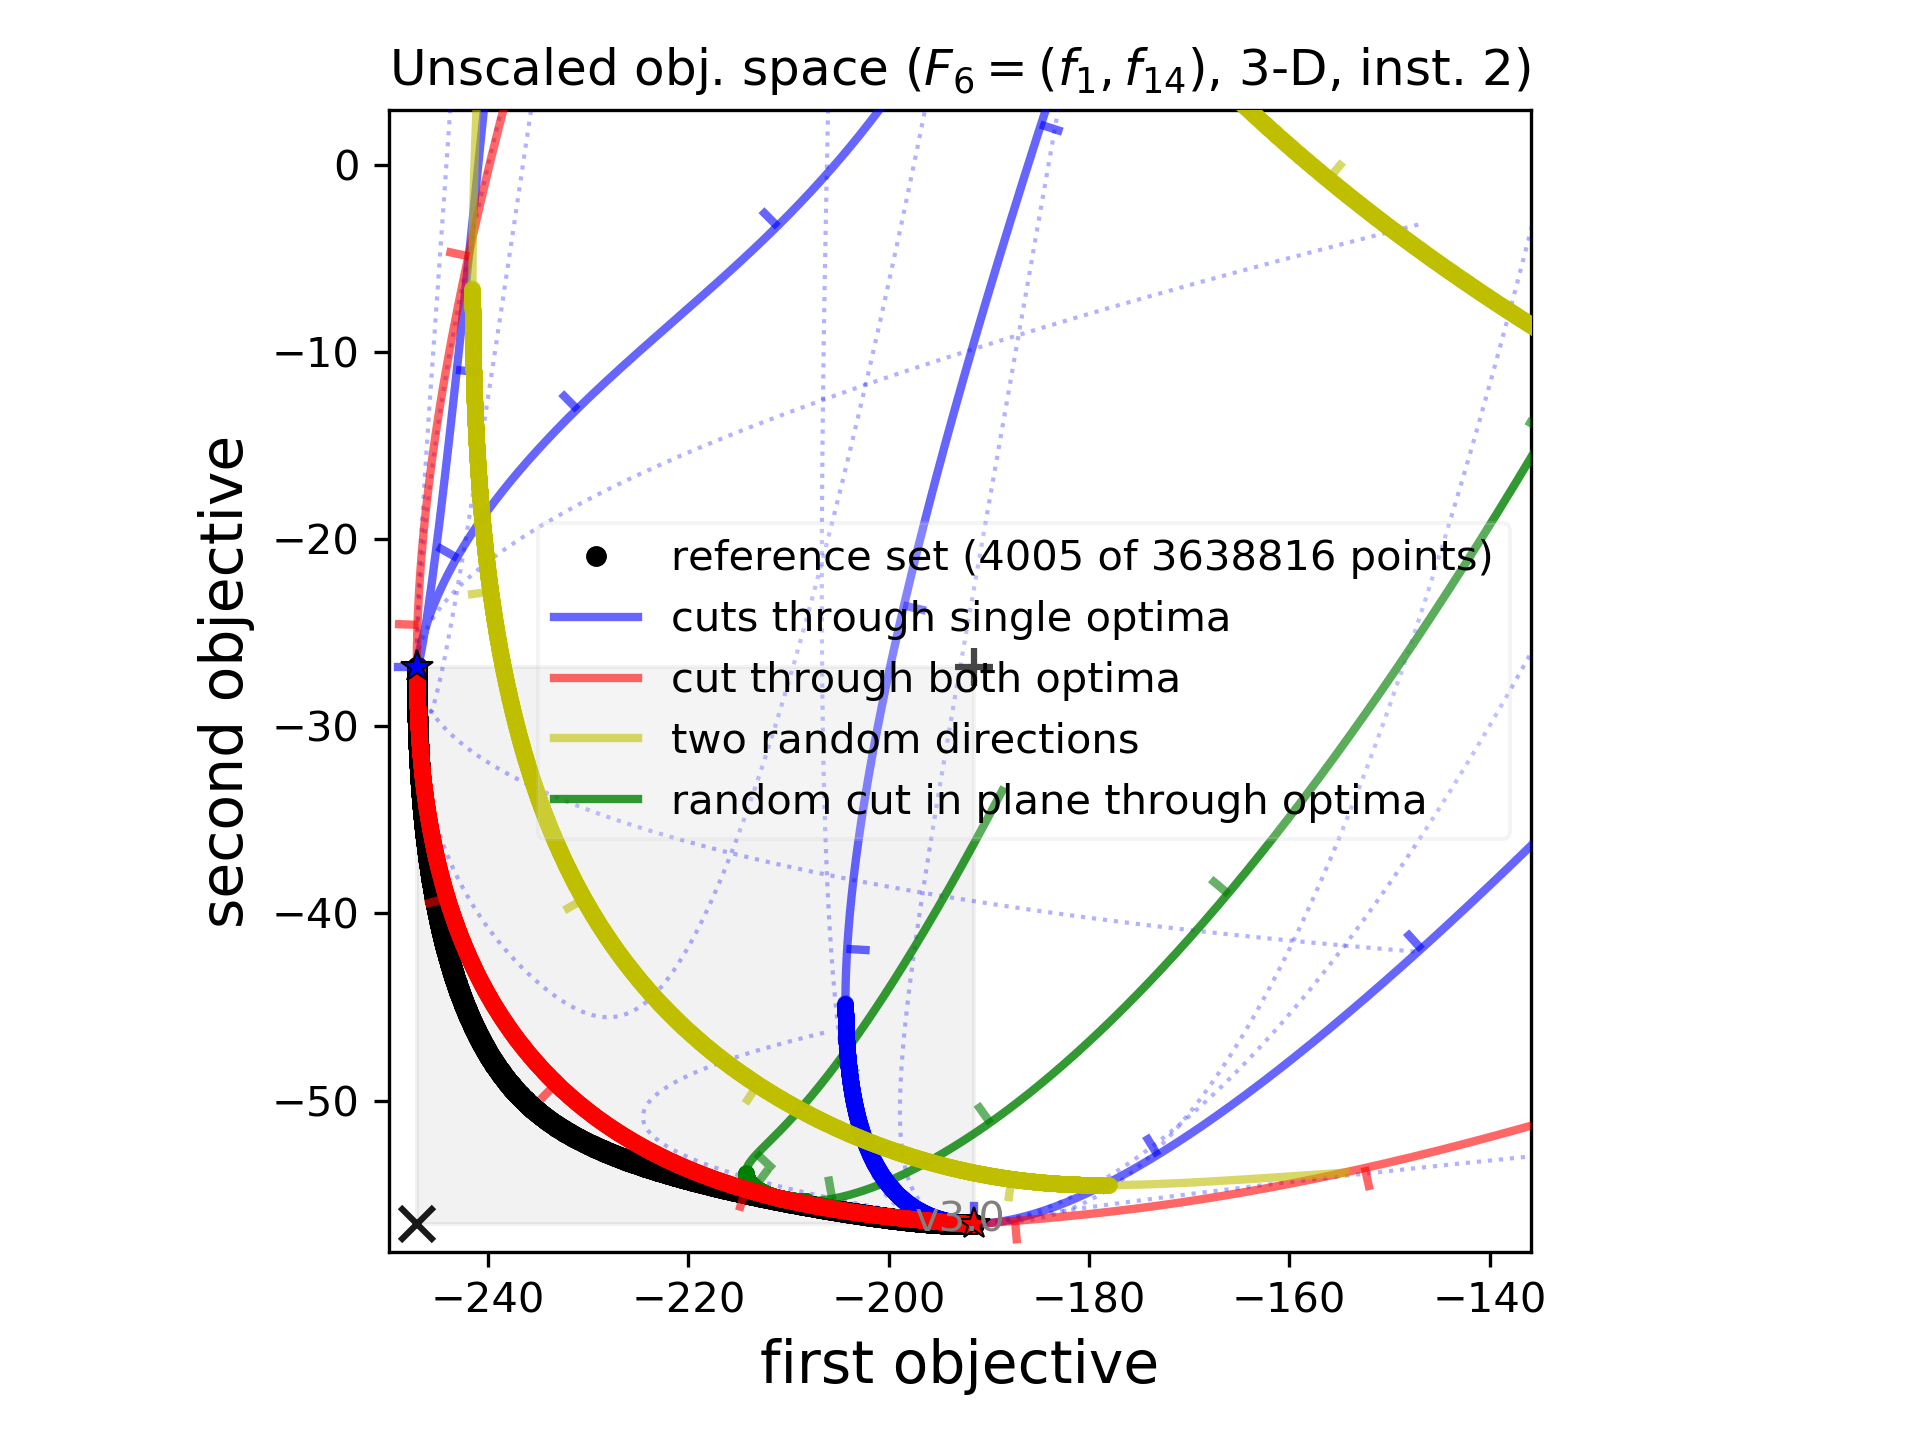 Unscaled obj. space (F₆ = (f₁, f₁₄), 3-D, inst. 2)
0
−10
−20
−30
−40
−50
second objective
reference set (4005 of 3638816 points)
cuts through single optima
cut through both optima
two random directions
random cut in plane through optima
v3.0
−240
−220
−200
−180
−160
−140
first objective